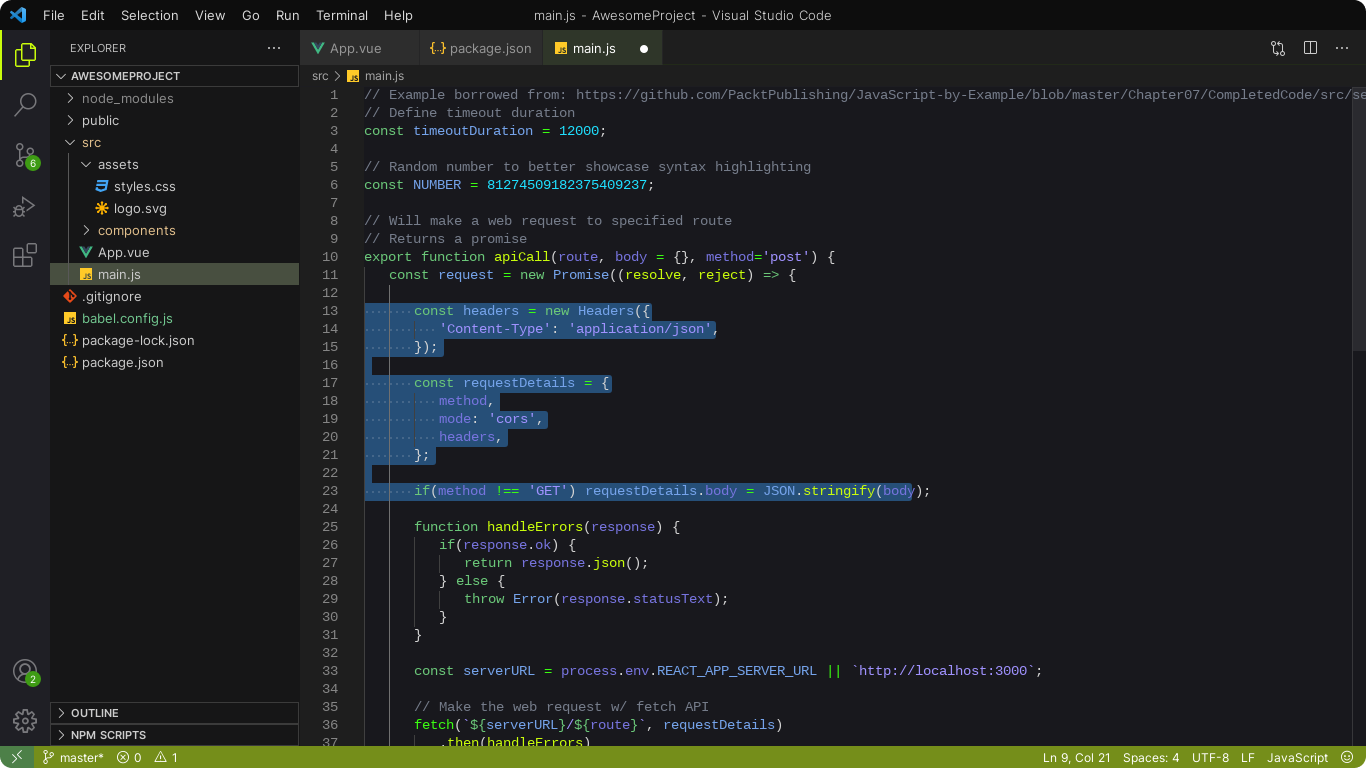 File Edit Selection View Go Run Terminal Help
main.js - AwesomeProject - Visual Studio Code
EXPLORER
AWESOMEPROJECT
node_modules
public
src
assets
styles.css
logo.svg
components
App.vue
main.js
.gitignore
babel.config.js
package-lock.json
package.json
OUTLINE
NPM SCRIPTS
6
2
App.vue
package.json
main.js
src > main.js
1 // Example borrowed from: https://github.com/PacktPublishing/JavaScript-by-Example/blob/master/Chapter07/CompletedCode/src/se
2 // Define timeout duration
3 const timeoutDuration = 12000;
4
5 // Random number to better showcase syntax highlighting
6 const NUMBER = 81274509182375409237;
7
8 // Will make a web request to specified route
9 // Returns a promise
10 export function apiCall(route, body = {}, method='post') {
11 const request = new Promise((resolve, reject) => {
12
13 const headers = new Headers({
14 'Content-Type': 'application/json',
15 });
16
17 const requestDetails = {
18 method,
19 mode: 'cors',
20 headers,
21 };
22
23 if(method !== 'GET') requestDetails.body = JSON.stringify(body);
24
25 function handleErrors(response) {
26 if(response.ok) {
27 return response.json();
28 } else {
29 throw Error(response.statusText);
30 }
31 }
32
33 const serverURL = process.env.REACT_APP_SERVER_URL || `http://localhost:3000`;
34
35 // Make the web request w/ fetch API
36 fetch(`${serverURL}/${route}`, requestDetails)
37 .then(handleErrors)
master* 0 1
Ln 9, Col 21 Spaces: 4 UTF-8 LF JavaScript